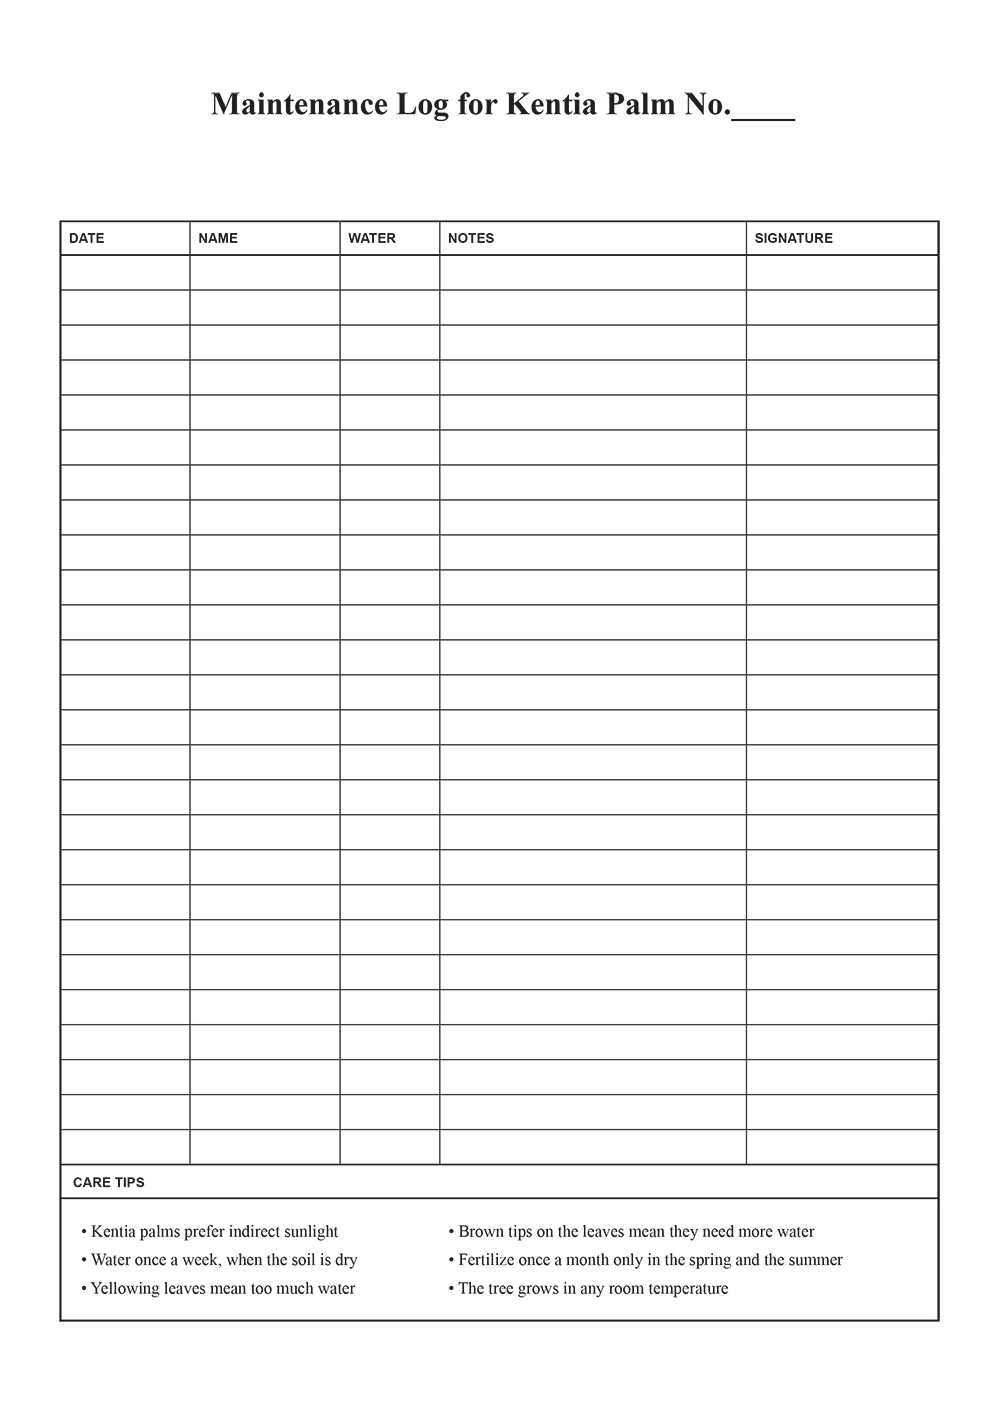 Maintenance Log for Kentia Palm No.____
DATE NAME WATER NOTES SIGNATURE
CARE TIPS
• Kentia palms prefer indirect sunlight
• Water once a week, when the soil is dry
• Yellowing leaves mean too much water
• Brown tips on the leaves mean they need more water
• Fertilize once a month only in the spring and the summer
• The tree grows in any room temperature